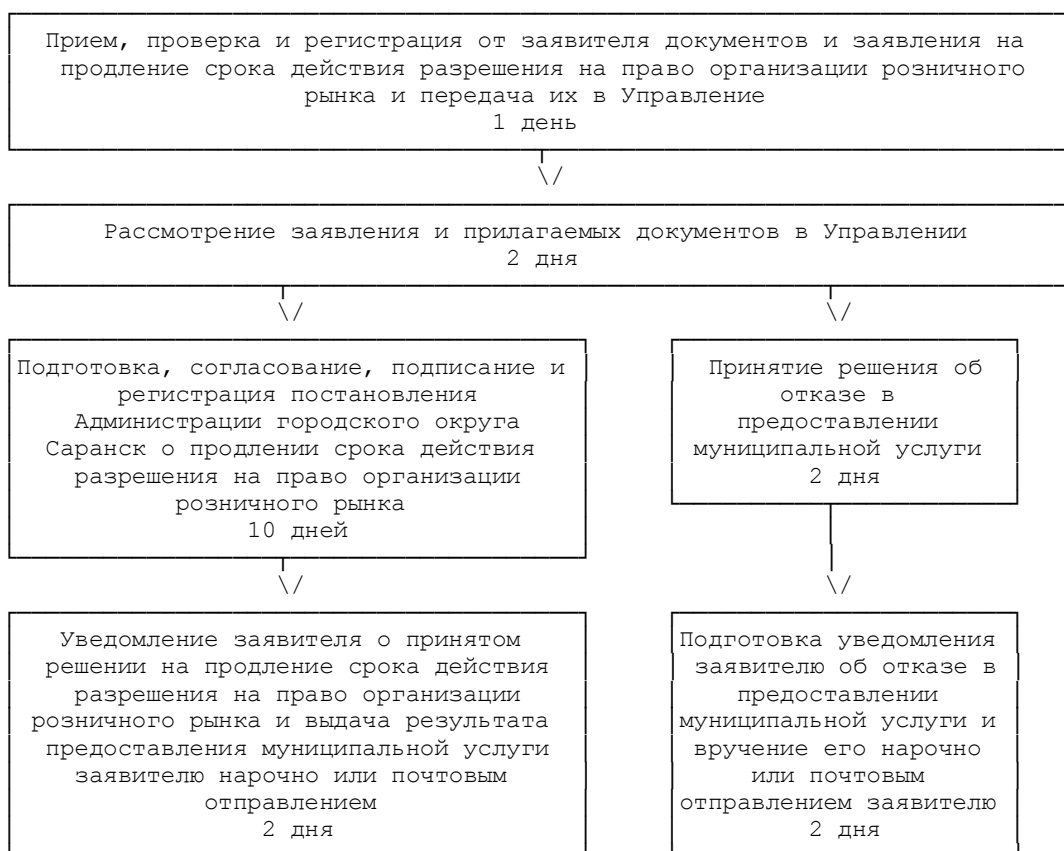 Прием, проверка и регистрация от заявителя документов и заявления на
продление срока действия разрешения на право организации розничного
рынка и передача их в Управление
1 день
Рассмотрение заявления и прилагаемых документов в Управлении
2 дня
Подготовка, согласование, подписание и
регистрация постановления
Администрации городского округа
Саранск о продлении срока действия
разрешения на право организации
розничного рынка
10 дней
Принятие решения об
отказе в
предоставлении
муниципальной услуги
2 дня
Уведомление заявителя о принятом
решении на продление срока действия
разрешения на право организации
розничного рынка и выдача результата
предоставления муниципальной услуги
заявителю нарочно или почтовым
отправлением
2 дня
Подготовка уведомления
заявителю об отказе в
предоставлении
муниципальной услуги и
вручение его нарочно
или почтовым
отправлением заявителю
2 дня